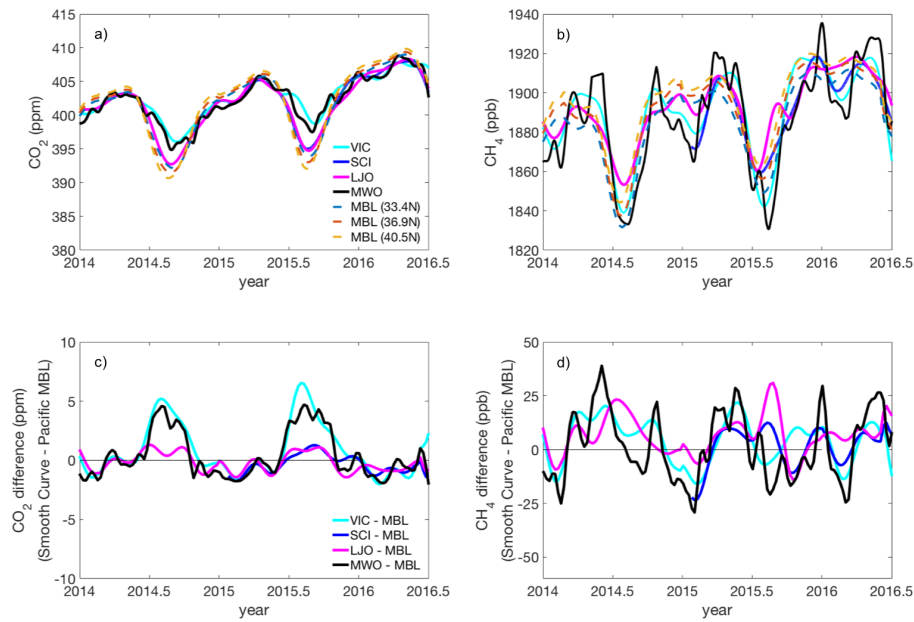 a)
415
410
405
400
395
390
385
380
CO2 (ppm)
VIC
SCI
LJO
MWO
MBL (33.4N)
MBL (36.9N)
MBL (40.5N)
2014 2014.5 2015 2015.5 2016 2016.5
year
b)
1940
1920
1900
1880
1860
1840
1820
CH4 (ppb)
2014 2014.5 2015 2015.5 2016 2016.5
year
c)
10
5
0
-5
-10
CO2 difference (ppm)
(Smooth Curve - Pacific MBL)
VIC - MBL
SCI - MBL
LJO - MBL
MWO - MBL
2014 2014.5 2015 2015.5 2016 2016.5
year
d)
50
25
0
-25
-50
-60
CH4 difference (ppb)
(Smooth Curve - Pacific MBL)
2014 2014.5 2015 2015.5 2016 2016.5
year